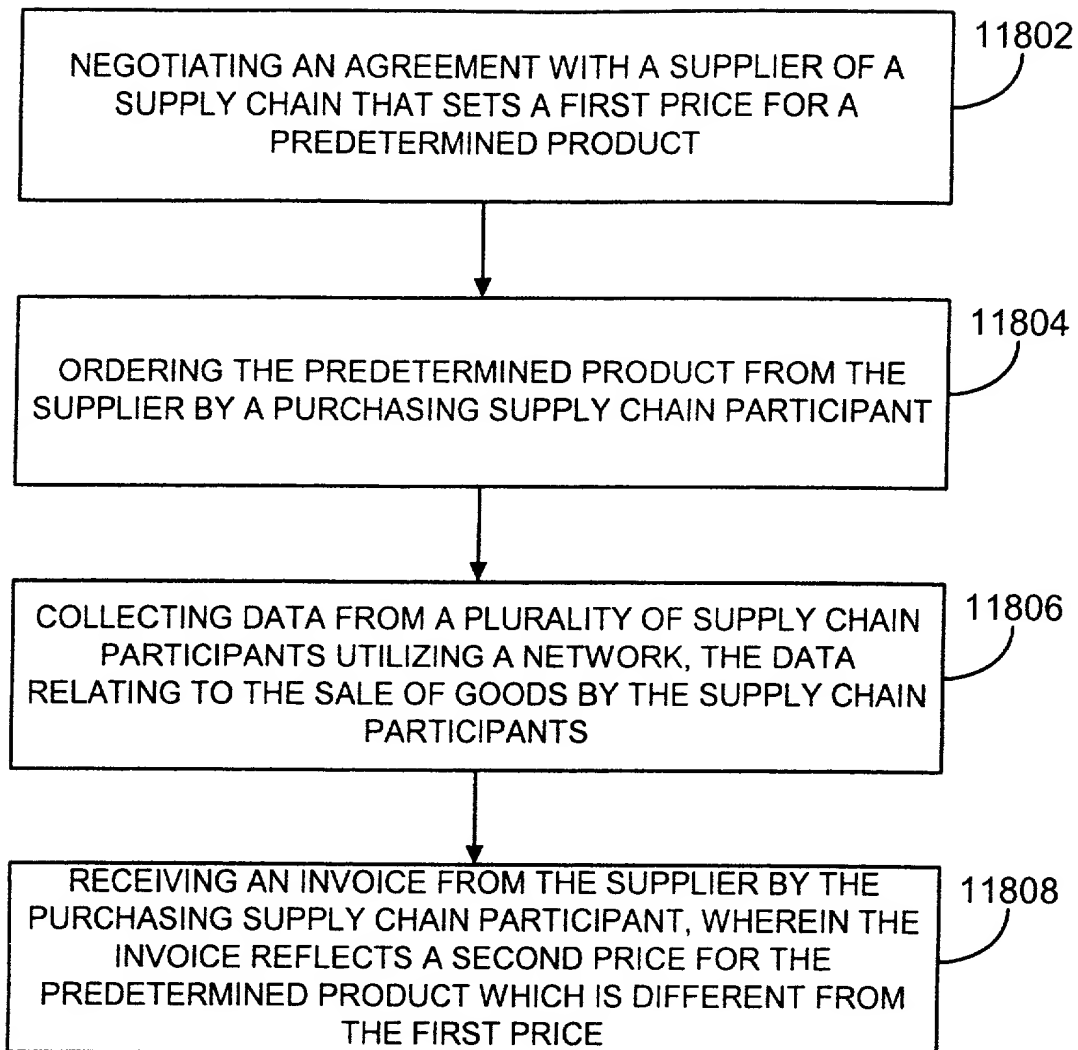 11802
NEGOTIATING AN AGREEMENT WITH A SUPPLIER OF A
SUPPLY CHAIN THAT SETS A FIRST PRICE FOR A
PREDETERMINED PRODUCT
11804
ORDERING THE PREDETERMINED PRODUCT FROM THE
SUPPLIER BY A PURCHASING SUPPLY CHAIN PARTICIPANT
11806
COLLECTING DATA FROM A PLURALITY OF SUPPLY CHAIN
PARTICIPANTS UTILIZING A NETWORK, THE DATA
RELATING TO THE SALE OF GOODS BY THE SUPPLY CHAIN
PARTICIPANTS
11808
RECEIVING AN INVOICE FROM THE SUPPLIER BY THE
PURCHASING SUPPLY CHAIN PARTICIPANT, WHEREIN THE
INVOICE REFLECTS A SECOND PRICE FOR THE
PREDETERMINED PRODUCT WHICH IS DIFFERENT FROM
THE FIRST PRICE